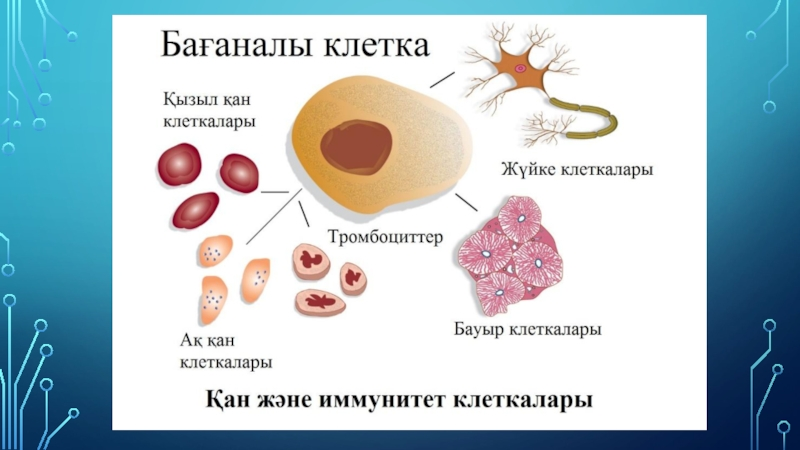 Бағаналы клетка
Қызыл қан
клеткалары
Жүйке клеткалары
Тромбоциттер
Бауыр клеткалары
Ақ қан
клеткалары
Қан және иммунитет клеткалары